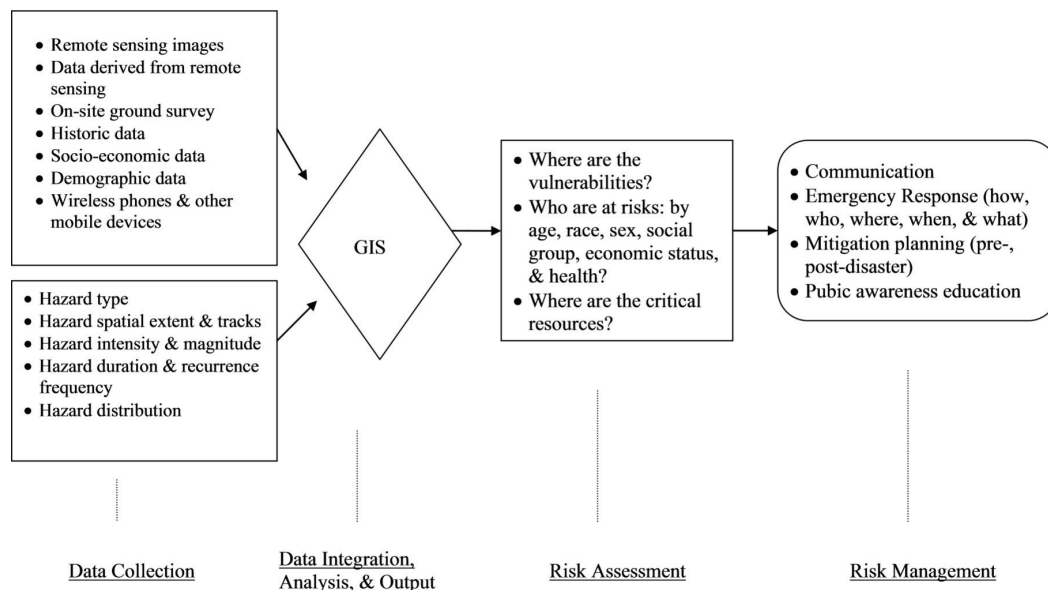 ● Remote sensing images
● Data derived from remote
sensing
● On-site ground survey
● Historic data
● Socio-economic data
● Demographic data
● Wireless phones & other
mobile devices
● Hazard type
● Hazard spatial extent & tracks
● Hazard intensity & magnitude
● Hazard duration & recurrence
frequency
● Hazard distribution
GIS
● Where are the
vulnerabilities?
● Who are at risks: by
age, race, sex, social
group, economic status,
& health?
● Where are the critical
resources?
● Communication
● Emergency Response (how,
who, where, when, & what)
● Mitigation planning (pre-,
post-disaster)
● Pubic awareness education
Data Collection
Data Integration,
Analysis, & Output
Risk Assessment
Risk Management